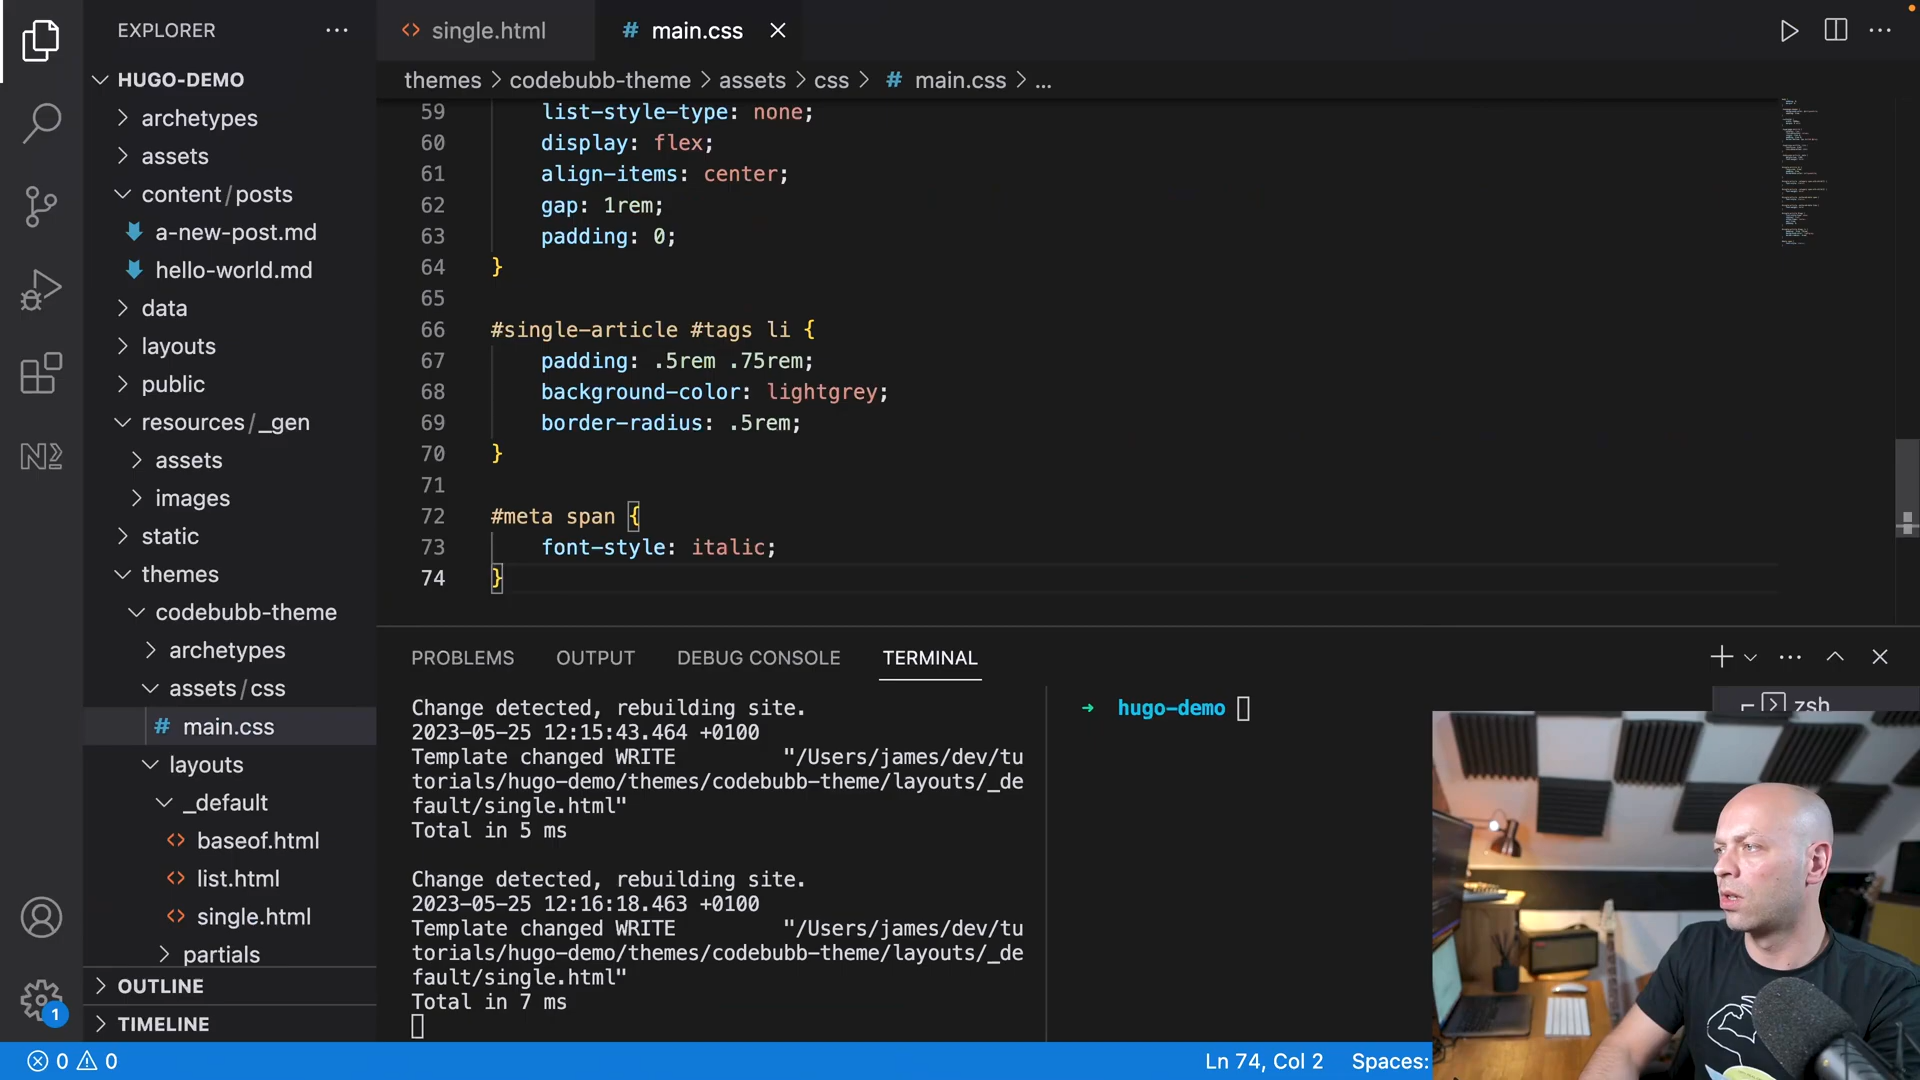 EXPLORER
HUGO-DEMO
archetypes
assets
content/posts
a-new-post.md
hello-world.md
data
layouts
public
resources/_gen
assets
images
static
themes
codebubb-theme
archetypes
assets/css
main.css
layouts
_default
baseof.html
list.html
single.html
partials
OUTLINE
TIMELINE
1
single.html
# main.css
themes > codebubb-theme > assets > css > # main.css > ...
59 list-style-type: none;
60 display: flex;
61 align-items: center;
62 gap: 1rem;
63 padding: 0;
64 }
65
66 #single-article #tags li {
67 padding: .5rem .75rem;
68 background-color: lightgrey;
69 border-radius: .5rem;
70 }
71
72 #meta span {
73 font-style: italic;
74 }
PROBLEMS OUTPUT DEBUG CONSOLE TERMINAL
Change detected, rebuilding site.
2023-05-25 12:15:43.464 +0100
Template changed WRITE "/Users/james/dev/tu
torials/hugo-demo/themes/codebubb-theme/layouts/_de
fault/single.html"
Total in 5 ms
Change detected, rebuilding site.
2023-05-25 12:16:18.463 +0100
Template changed WRITE "/Users/james/dev/tu
torials/hugo-demo/themes/codebubb-theme/layouts/_de
fault/single.html"
Total in 7 ms
➜ hugo-demo
zsh
0 0
Ln 74, Col 2 Spaces: